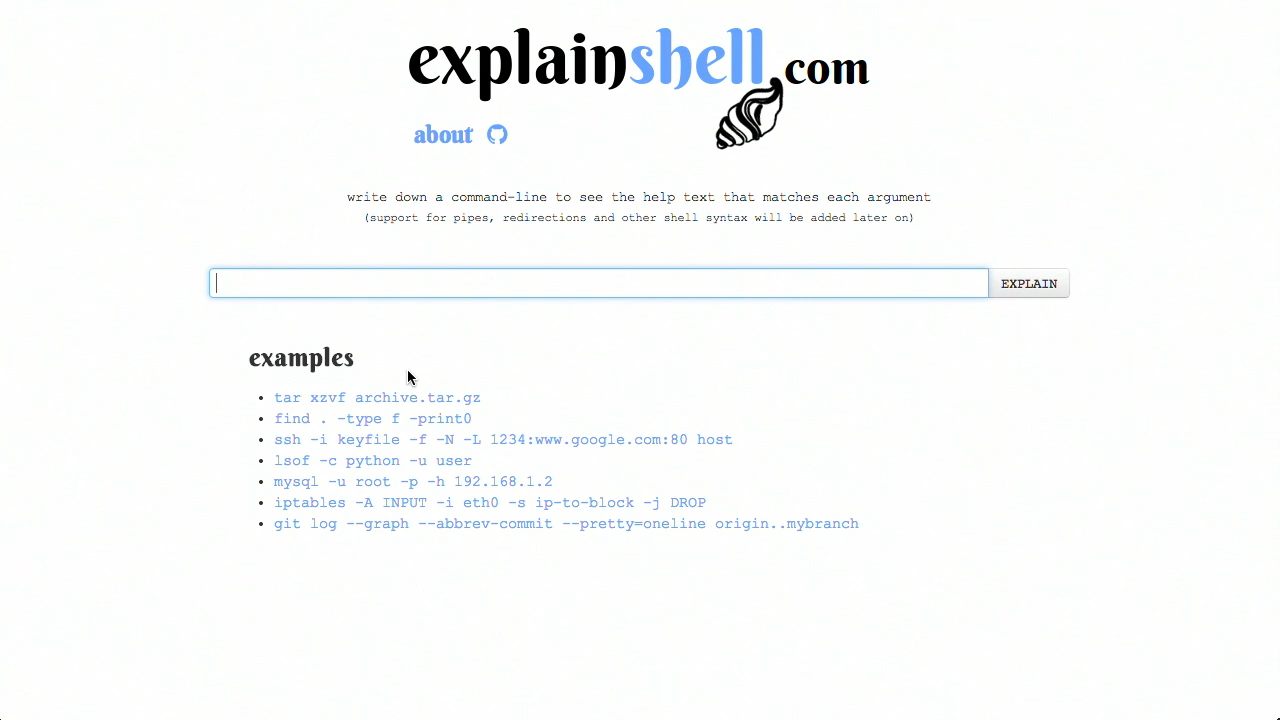 explainshell.com
about
write down a command-line to see the help text that matches each argument
(support for pipes, redirections and other shell syntax will be added later on)
EXPLAIN
examples
tar xzvf archive.tar.gz
find . -type f -print0
ssh -i keyfile -f -N -L 1234:www.google.com:80 host
lsof -c python -u user
mysql -u root -p -h 192.168.1.2
iptables -A INPUT -i eth0 -s ip-to-block -j DROP
git log --graph --abbrev-commit --pretty=oneline origin..mybranch